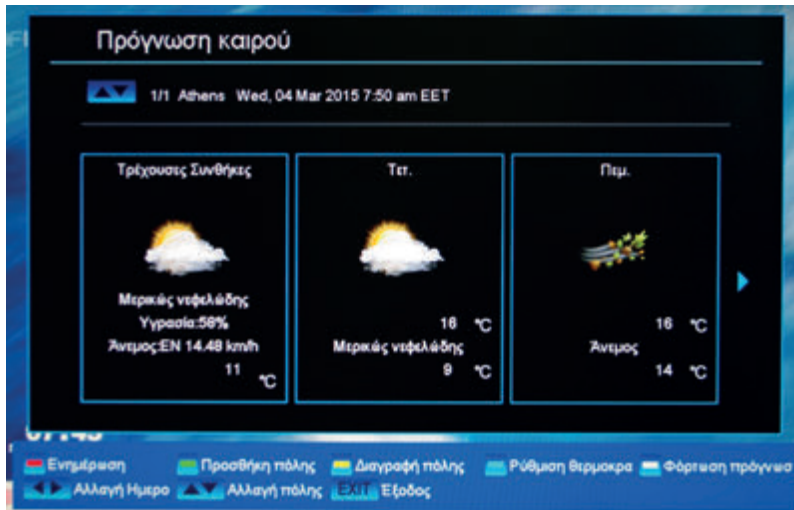 Πρόγνωση καιρού
1/1 Athens Wed, 04 Mar 2015 7:50 am EET
Τρέχουσες Συνθήκες
Μερικώς νεφελώδης
Υγρασία:58%
Άνεμος:EN 14.48 km/h
11 °C
Τετ.
16 °C
Μερικώς νεφελώδης
9 °C
Πεμ.
16 °C
Άνεμος
14 °C
Ενημέρωση Προσθήκη πόλης Διαγραφή πόλης Ρύθμιση θερμοκρα Φόρτωση πρόγνωσ
Αλλαγή Ημερο Αλλαγή πόλης EXIT Έξοδος